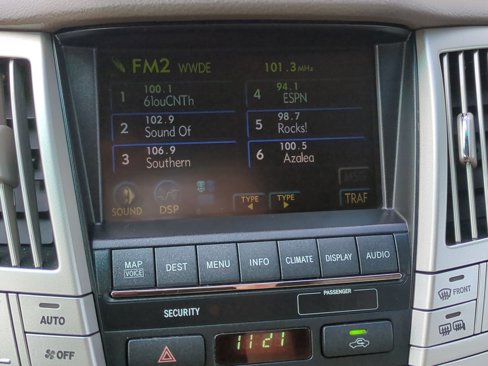 FM2 WWDE 101.3 MHz
1 100.1 61ouCNTh
4 94.1 ESPN
2 102.9 Sound Of
5 98.7 Rocks!
3 106.9 Southern
6 100.5 Azalea
SOUND DSP TYPE TYPE TRAF
MAP VOICE DEST MENU INFO CLIMATE DISPLAY AUDIO
PASSENGER
SECURITY
AUTO
OFF
FRONT
11:21